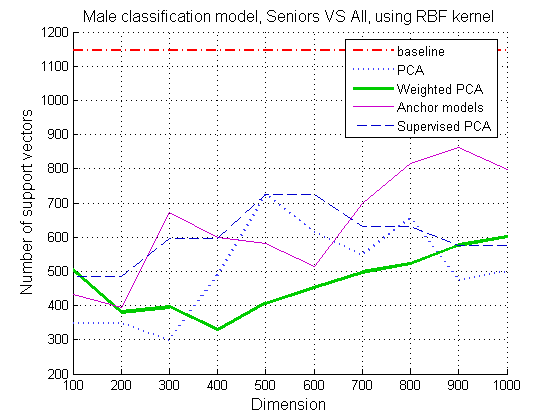 Male classification model, Seniors VS All, using RBF kernel
1200
1100
1000
900
800
700
600
500
400
300
200
Number of support vectors
baseline
PCA
Weighted PCA
Anchor models
Supervised PCA
100 200 300 400 500 600 700 800 900 1000
Dimension